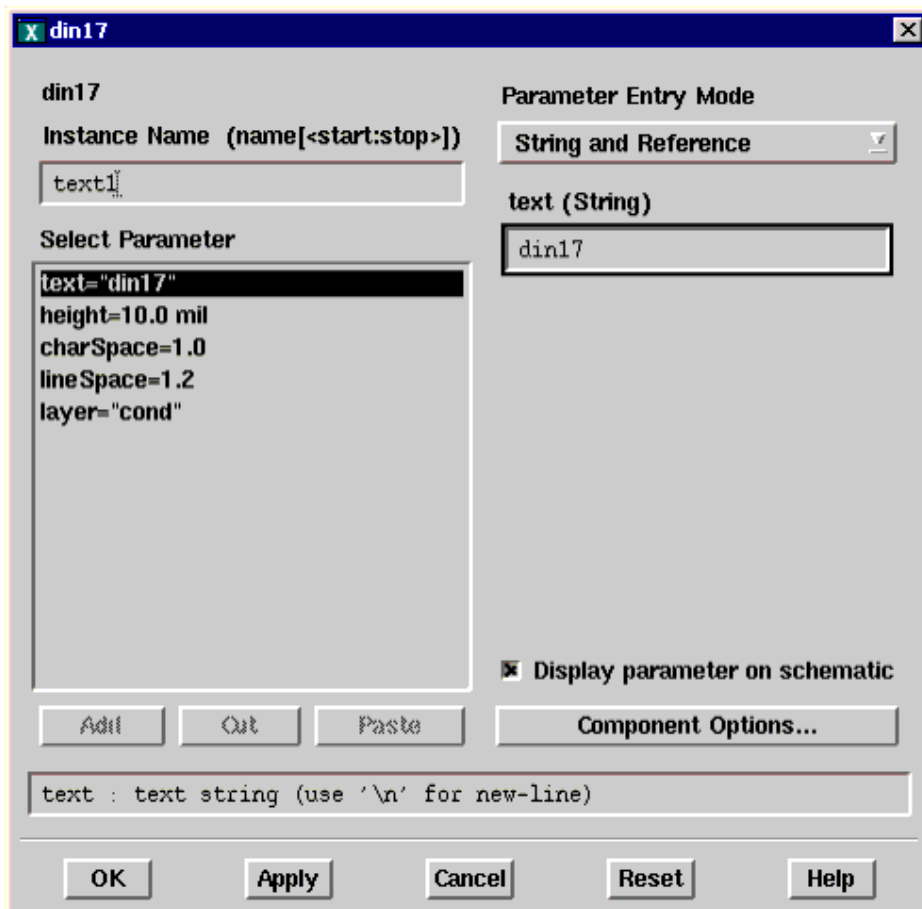 X din17
din17
Instance Name (name[<start:stop>])
text1
Select Parameter
text="din17"
height=10.0 mil
charSpace=1.0
lineSpace=1.2
layer="cond"
Add Cut Paste
Parameter Entry Mode
String and Reference
text (String)
din17
Display parameter on schematic
Component Options...
text : text string (use '\n' for new-line)
OK Apply Cancel Reset Help